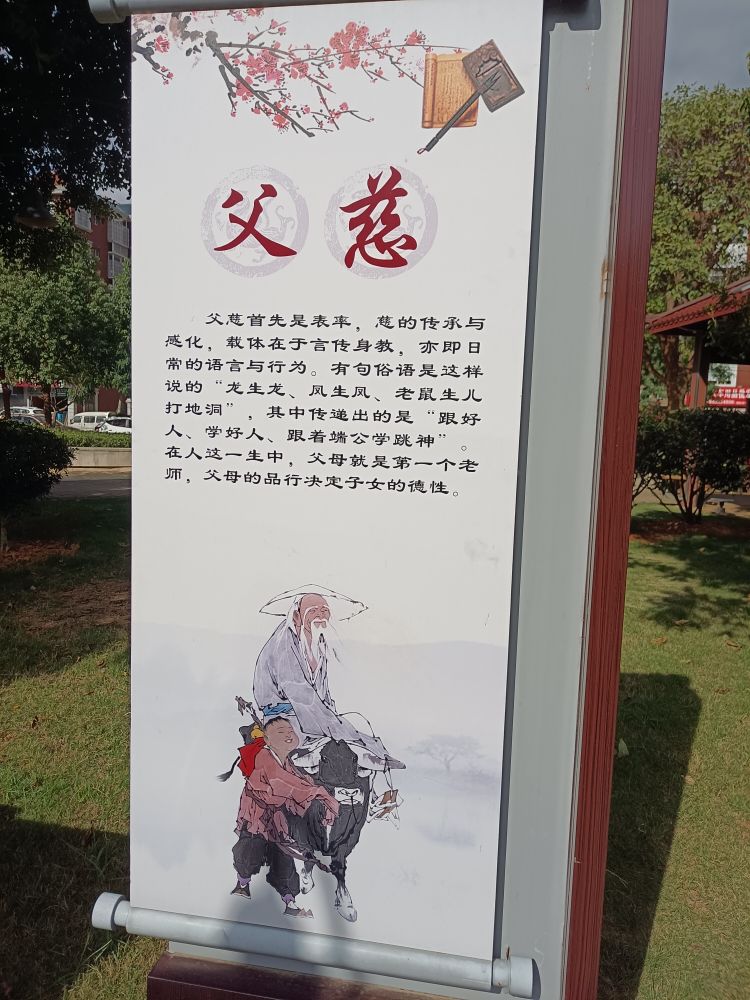 父慈
父慈首先是表率，慈的传承与
感化，载体在于言传身教，亦即日
常的语言与行为。有句俗语是这样
说的“龙生龙、凤生凤、老鼠生儿
打地洞”，其中传递出的是“跟好
人、学好人、跟着端公学跳神”。
在人这一生中，父母就是第一个老
师，父母的品行决定子女的德性。